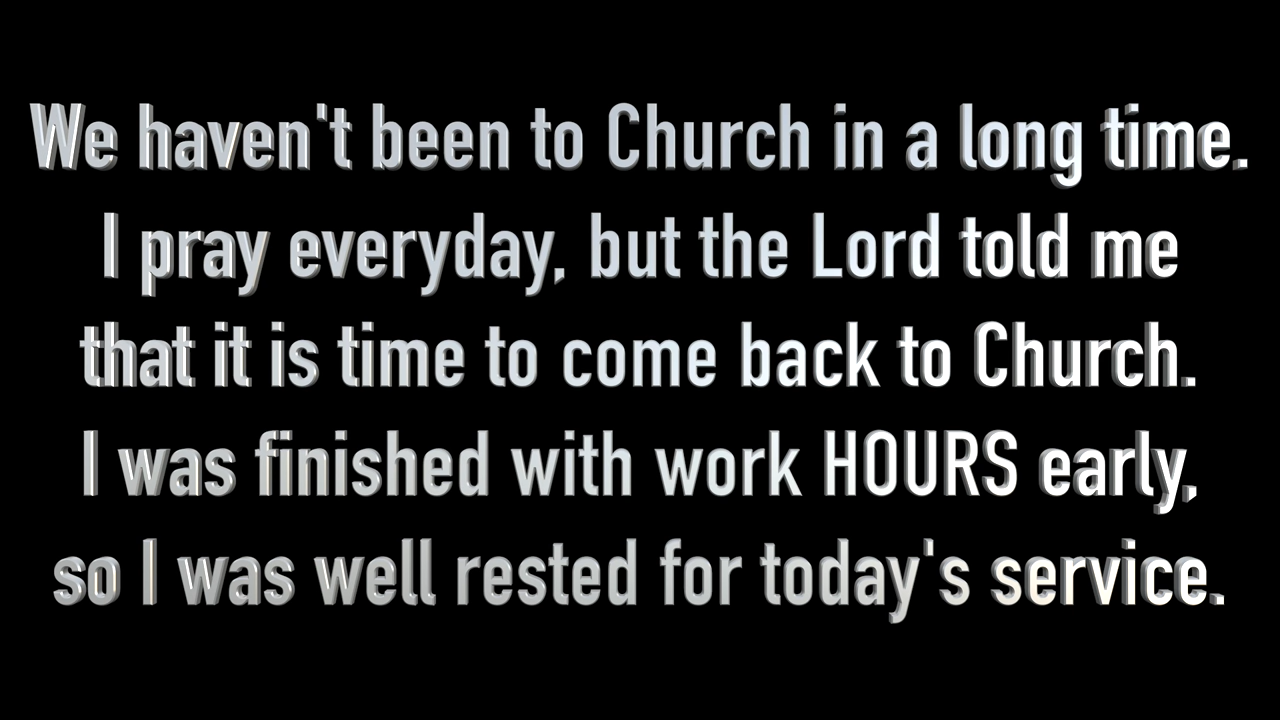 We haven't been to Church in a long time.
I pray everyday, but the Lord told me
that it is time to come back to Church.
I was finished with work HOURS early,
so I was well rested for today's service.